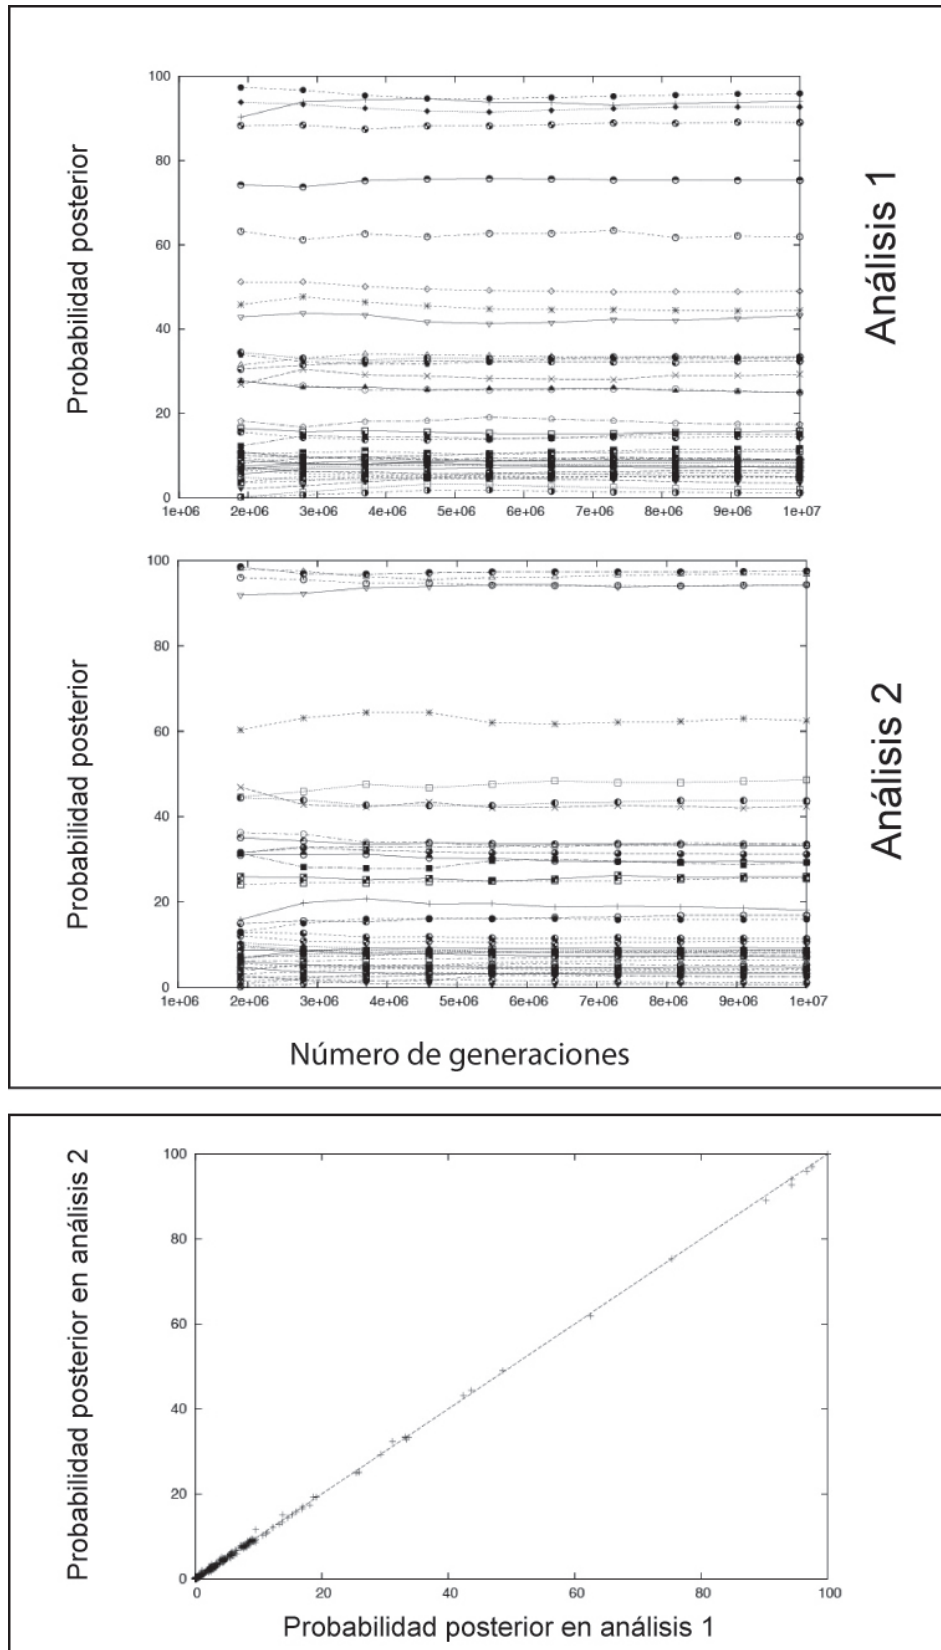 Probabilidad posterior
100
80
60
40
20
0
1e+06 2e+06 3e+06 4e+06 5e+06 6e+06 7e+06 8e+06 9e+06 1e+07
Análisis 1
Probabilidad posterior
100
80
60
40
20
0
1e+06 2e+06 3e+06 4e+06 5e+06 6e+06 7e+06 8e+06 9e+06 1e+07
Análisis 2
Número de generaciones
Probabilidad posterior en análisis 2
100
80
60
40
20
0
0 20 40 60 80 100
Probabilidad posterior en análisis 1